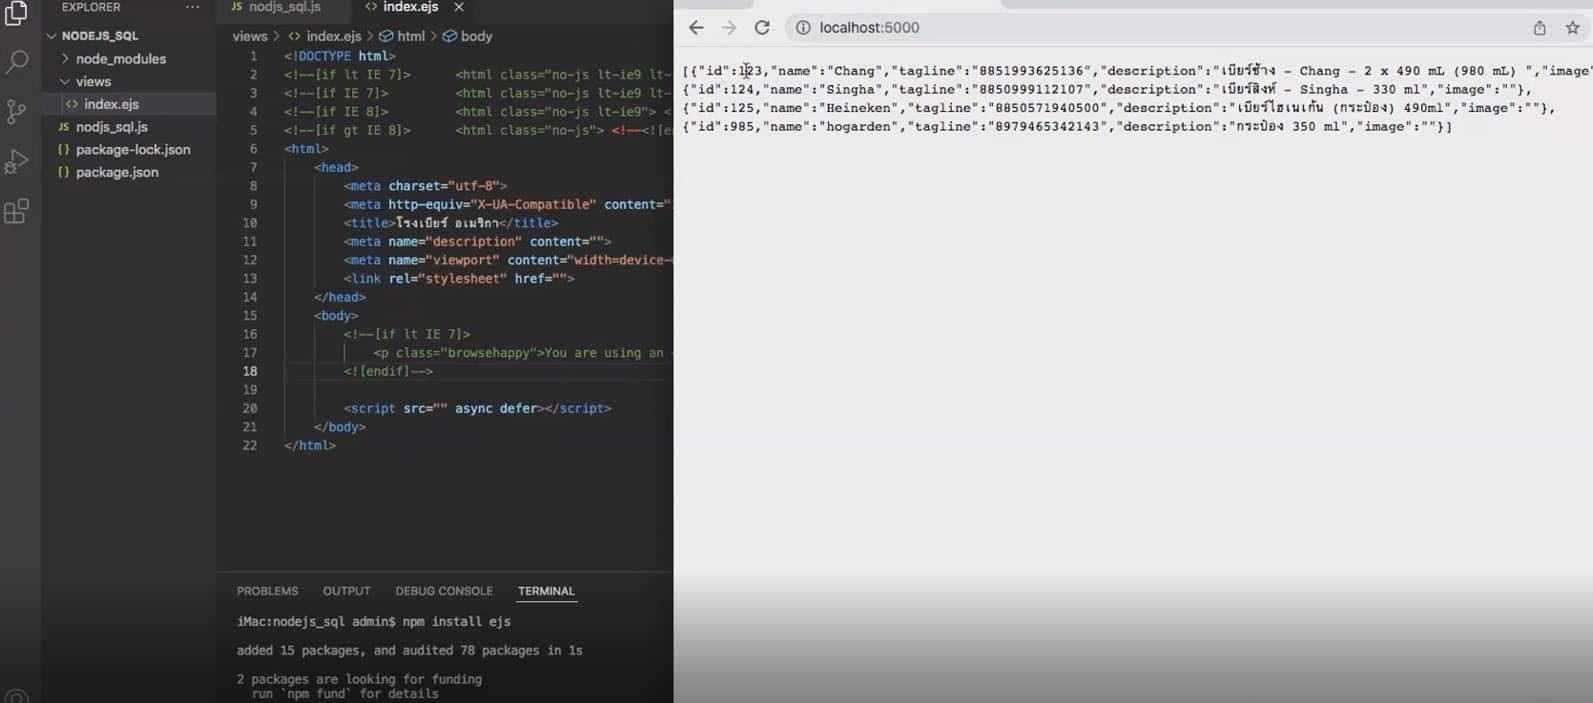 EXPLORER ...
NODEJS_SQL
node_modules
views
<> index.ejs
JS nodjs_sql.js
{} package-lock.json
{} package.json
JS nodjs_sql.js
<> index.ejs ×
views > <> index.ejs > html > body
1 <!DOCTYPE html>
2 <!--[if lt IE 7]> <html class="no-js lt-ie9 lt-
3 <!--[if IE 7]> <html class="no-js lt-ie9 lt-
4 <!--[if IE 8]> <html class="no-js lt-ie9"> <
5 <!--[if gt IE 8]> <html class="no-js"> <!--<![en
6 <html>
7 <head>
8 <meta charset="utf-8">
9 <meta http-equiv="X-UA-Compatible" content="
10 <title>โรงเบียร์ อเมริกา</title>
11 <meta name="description" content="">
12 <meta name="viewport" content="width=device-
13 <link rel="stylesheet" href="">
14 </head>
15 <body>
16 <!--[if lt IE 7]>
17 <p class="browsehappy">You are using an
18 <![endif]-->
19
20 <script src="" async defer></script>
21 </body>
22 </html>
PROBLEMS OUTPUT DEBUG CONSOLE TERMINAL
iMac:nodejs_sql admin$ npm install ejs
added 15 packages, and audited 78 packages in 1s
2 packages are looking for funding
run `npm fund` for details
localhost:5000
[{"id":123,"name":"Chang","tagline":"8851993625136","description":"เบียร์ช้าง - Chang - 2 x 490 mL (980 mL) ","image"
{"id":124,"name":"Singha","tagline":"8850999112107","description":"เบียร์สิงห์ - Singha - 330 ml","image":""},
{"id":125,"name":"Heineken","tagline":"8850571940500","description":"เบียร์ไฮเนเก้น (กระป๋อง) 490ml","image":""},
{"id":985,"name":"hogarden","tagline":"8979465342143","description":"กระป๋อง 350 ml","image":""}]